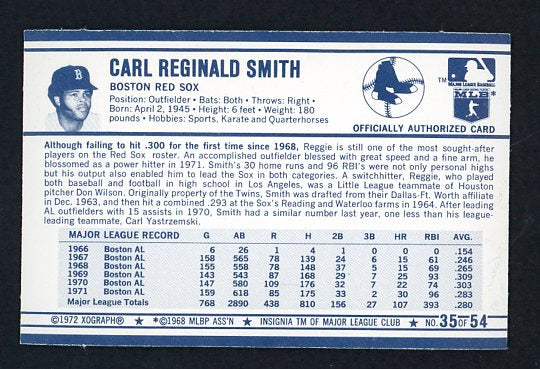 CARL REGINALD SMITH
BOSTON RED SOX
Position: Outfielder • Bats: Both • Throws: Right •
Born: April 2, 1945 • Height: 6 feet • Weight: 180
pounds • Hobbies: Sports, Karate and Quarterhorses
B
TM
MAJOR LEAGUE BASEBALL
MLB*
OFFICIALLY AUTHORIZED CARD
Although failing to hit .300 for the first time since 1968, Reggie is still one of the most sought-after
players on the Red Sox roster. An accomplished outfielder blessed with great speed and a fine arm, he
blossomed as a power hitter in 1971. Smith's 30 home runs and 96 RBI's were not only personal highs
but his output also enabled him to lead the Sox in both categories. A switchhitter, Reggie, who played
both baseball and football in high school in Los Angeles, was a Little League teammate of Houston
pitcher Don Wilson. Originally property of the Twins, Smith was drafted from their Dallas-Ft. Worth affiliate
in Dec. 1963, and then hit a combined .293 at the Sox's Reading and Waterloo farms in 1964. After leading
AL outfielders with 15 assists in 1970, Smith had a similar number last year, one less than his league-
leading teammate, Carl Yastrzemski.
MAJOR LEAGUE RECORD G AB R H 2B 3B HR RBI AVG.
1966 Boston AL 6 26 1 4 1 0 0 0 .154
1967 Boston AL 158 565 78 139 24 6 15 61 .246
1968 Boston AL 155 558 78 148 37 5 15 69 .265
1969 Boston AL 143 543 87 168 29 7 25 93 .309
1970 Boston AL 147 580 109 176 32 7 22 74 .303
1971 Boston AL 159 618 85 175 33 2 30 96 .283
Major League Totals 768 2890 438 810 156 27 107 393 .280
©1972 XOGRAPH® ★ *©1968 MLBP ASS'N ★ INSIGNIA TM OF MAJOR LEAGUE CLUB ★ NO. 35 OF 54